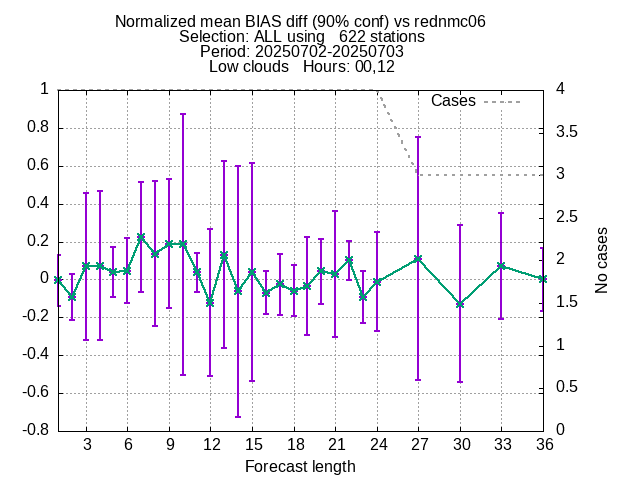 Normalized mean BIAS diff (90% conf) vs rednmc06
Selection: ALL using   622 stations
Period: 20250702-20250703
Low clouds   Hours: 00,12
Cases
1
0.8
0.6
0.4
0.2
0
-0.2
-0.4
-0.6
-0.8
4
3.5
3
2.5
2
1.5
1
0.5
0
No cases
3 6 9 12 15 18 21 24 27 30 33 36
Forecast length